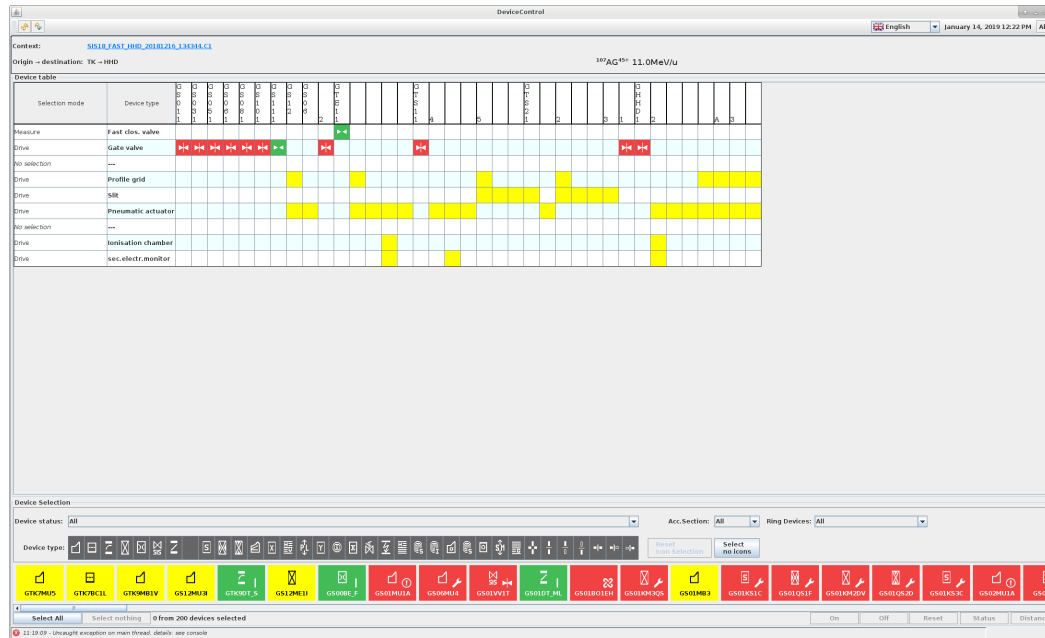 DeviceControl
English January 14, 2019 12:22 PM
Context: SIS18_FAST_HHD_20181216_134344.C1
Origin → destination: TK → HHD 107AG45+ 11.0MeV/u
Device table
Selection mode Device type
Measure Fast clos. valve
Drive Gate valve
No selection ---
Drive Profile grid
Drive Slit
Drive Pneumatic actuator
No selection ---
Drive Ionisation chamber
Drive sec.electr.monitor
Device Selection
Device status: All Acc.Section: All Ring Devices: All
Device type: Reset Icon Selection Select no icons
GTK7MU5 GTK7BC1L GTK9MB1V GS12MU3I GTK9DT_S GS12ME1I GS00BE_F GS01MU1A GS06MU4 GS01VV1T GS01DT_ML GS01BO1EH GS01KM3QS GS01MB3 GS01KS1C GS01QS1F GS01KM2DV GS01QS2D GS01KS3C GS02MU1A
Select All Select nothing 0 from 200 devices selected On Off Reset Status
11:19:09 - Uncaught exception on main thread, details: see console